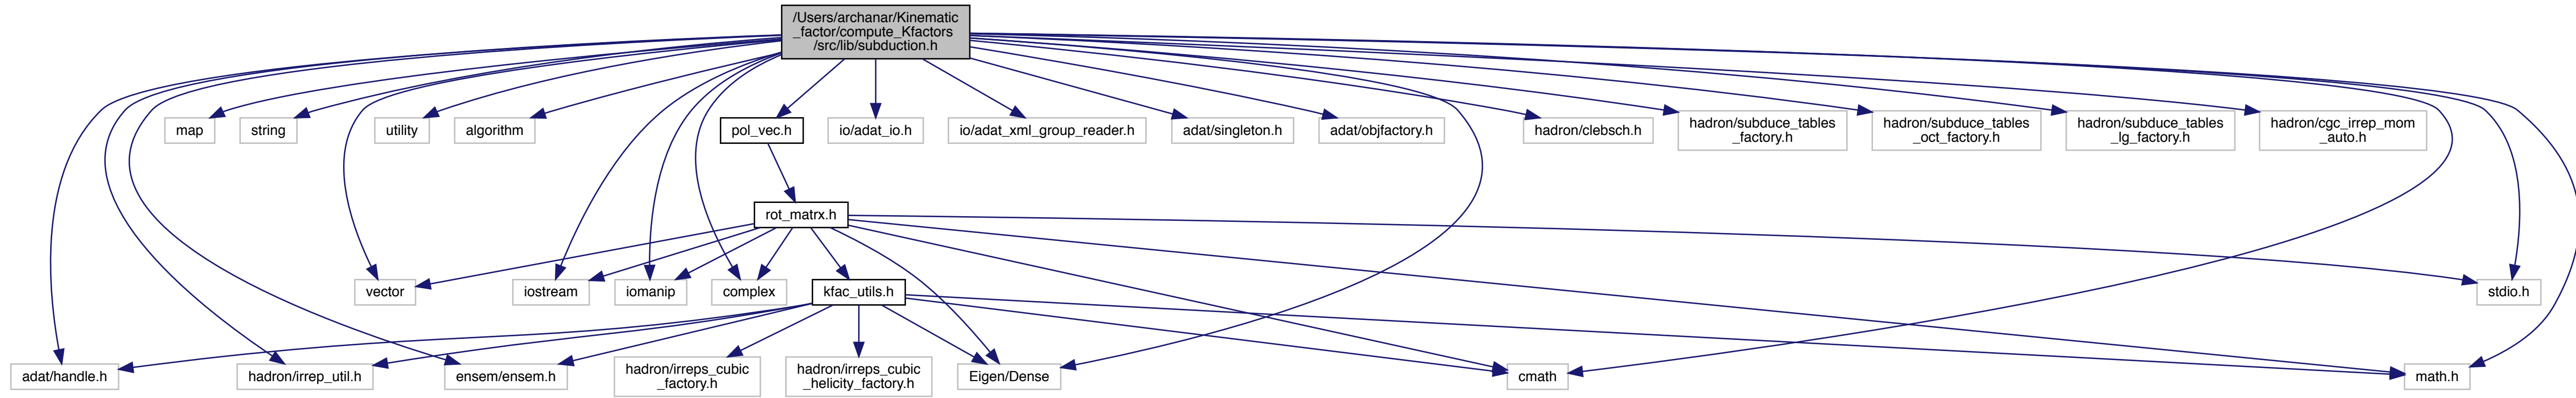 /Users/archanar/Kinematic
_factor/compute_Kfactors
/src/lib/subduction.h
map
string
utility
algorithm
pol_vec.h
io/adat_io.h
io/adat_xml_group_reader.h
adat/singleton.h
adat/objfactory.h
hadron/clebsch.h
hadron/subduce_tables
_factory.h
hadron/subduce_tables
_oct_factory.h
hadron/subduce_tables
_lg_factory.h
hadron/cgc_irrep_mom
_auto.h
rot_matrx.h
vector
iostream
iomanip
complex
kfac_utils.h
stdio.h
adat/handle.h
hadron/irrep_util.h
ensem/ensem.h
hadron/irreps_cubic
_factory.h
hadron/irreps_cubic
_helicity_factory.h
Eigen/Dense
cmath
math.h